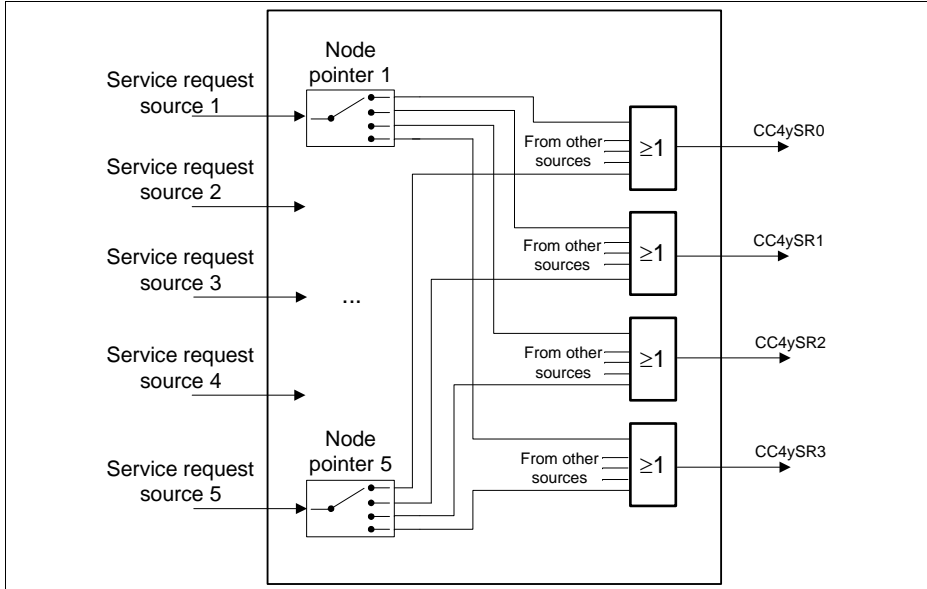 Service request
source 1
Service request
source 2
Service request
source 3
Service request
source 4
Service request
source 5
Node
pointer 1
...
Node
pointer 5
From other
sources
≥1
CC4ySR0
From other
sources
≥1
CC4ySR1
From other
sources
≥1
CC4ySR2
From other
sources
≥1
CC4ySR3